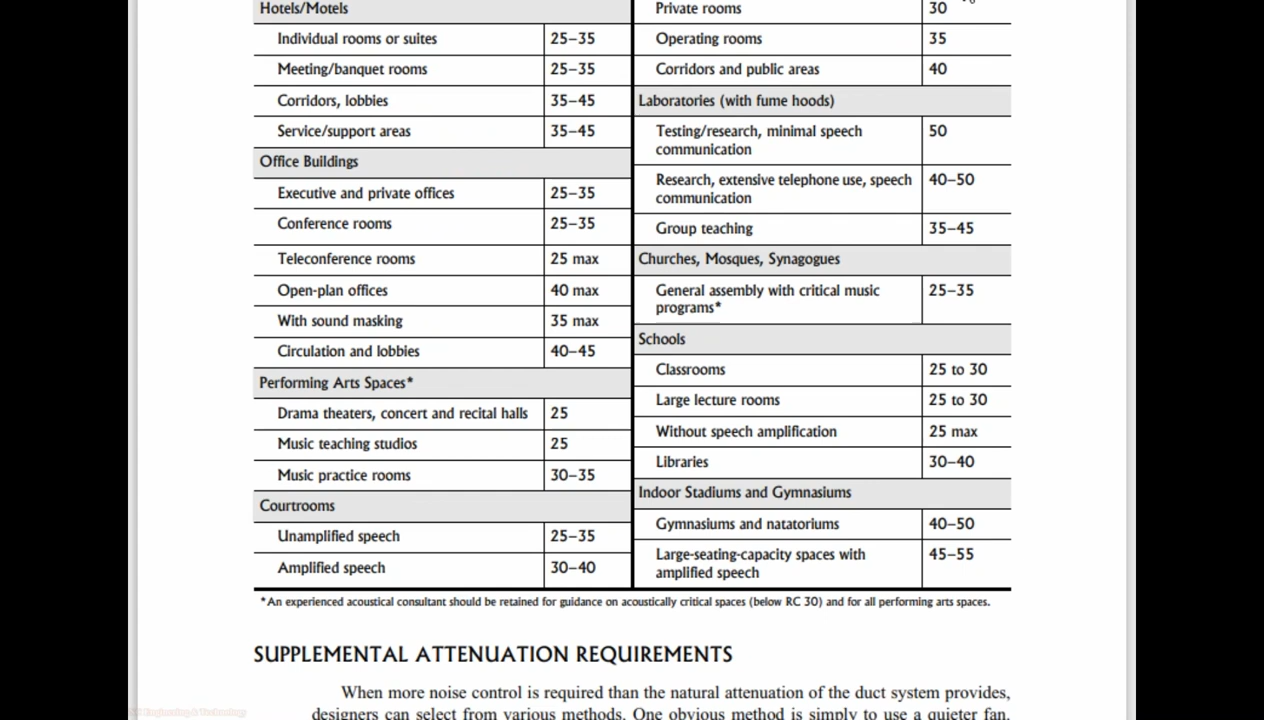 Hotels/Motels
Individual rooms or suites 25–35
Meeting/banquet rooms 25–35
Corridors, lobbies 35–45
Service/support areas 35–45
Office Buildings
Executive and private offices 25–35
Conference rooms 25–35
Teleconference rooms 25 max
Open-plan offices 40 max
With sound masking 35 max
Circulation and lobbies 40–45
Performing Arts Spaces*
Drama theaters, concert and recital halls 25
Music teaching studios 25
Music practice rooms 30–35
Courtrooms
Unamplified speech 25–35
Amplified speech 30–40
Private rooms 30
Operating rooms 35
Corridors and public areas 40
Laboratories (with fume hoods)
Testing/research, minimal speech 50
communication
Research, extensive telephone use, speech 40–50
communication
Group teaching 35–45
Churches, Mosques, Synagogues
General assembly with critical music 25–35
programs*
Schools
Classrooms 25 to 30
Large lecture rooms 25 to 30
Without speech amplification 25 max
Libraries 30–40
Indoor Stadiums and Gymnasiums
Gymnasiums and natatoriums 40–50
Large-seating-capacity spaces with 45–55
amplified speech
*An experienced acoustical consultant should be retained for guidance on acoustically critical spaces (below RC 30) and for all performing arts spaces.
SUPPLEMENTAL ATTENUATION REQUIREMENTS
When more noise control is required than the natural attenuation of the duct system provides,
designers can select from various methods. One obvious method is simply to use a quieter fan.
Engineering & Technology